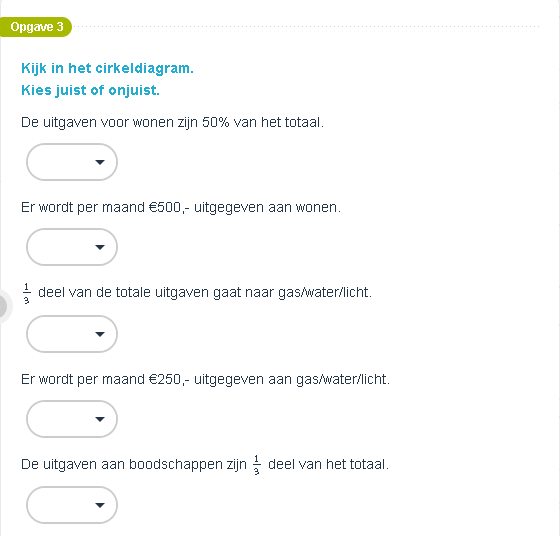 Opgave 3
Kijk in het cirkeldiagram.
Kies juist of onjuist.
De uitgaven voor wonen zijn 50% van het totaal.
Er wordt per maand €500,- uitgegeven aan wonen.
1/3 deel van de totale uitgaven gaat naar gas/water/licht.
Er wordt per maand €250,- uitgegeven aan gas/water/licht.
De uitgaven aan boodschappen zijn 1/3 deel van het totaal.